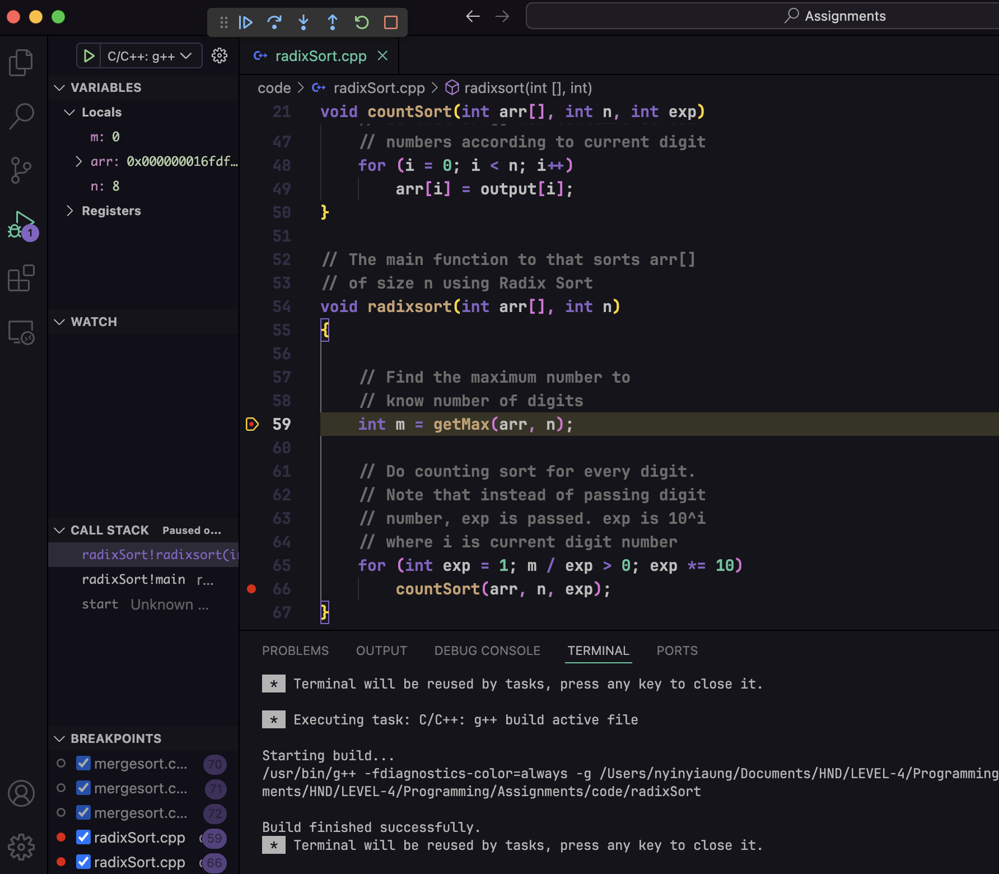 Assignments
C/C++: g++
radixSort.cpp
VARIABLES
Locals
m: 0
arr: 0x000000016fdf…
n: 8
Registers
1
WATCH
CALL STACK Paused o…
radixSort!radixsort(i
radixSort!main r…
start Unknown …
BREAKPOINTS
mergesort.c… 70
mergesort.c… 71
mergesort.c… 72
radixSort.cpp 59
radixSort.cpp 66
code > radixSort.cpp > radixsort(int [], int)
21 void countSort(int arr[], int n, int exp)
47 // numbers according to current digit
48 for (i = 0; i < n; i++)
49 arr[i] = output[i];
50 }
51
52 // The main function to that sorts arr[]
53 // of size n using Radix Sort
54 void radixsort(int arr[], int n)
55 {
56
57 // Find the maximum number to
58 // know number of digits
59 int m = getMax(arr, n);
60
61 // Do counting sort for every digit.
62 // Note that instead of passing digit
63 // number, exp is passed. exp is 10^i
64 // where i is current digit number
65 for (int exp = 1; m / exp > 0; exp *= 10)
66 countSort(arr, n, exp);
67 }
PROBLEMS OUTPUT DEBUG CONSOLE TERMINAL PORTS
* Terminal will be reused by tasks, press any key to close it.
* Executing task: C/C++: g++ build active file
Starting build...
/usr/bin/g++ -fdiagnostics-color=always -g /Users/nyinyiaung/Documents/HND/LEVEL-4/Programming
ments/HND/LEVEL-4/Programming/Assignments/code/radixSort
Build finished successfully.
* Terminal will be reused by tasks, press any key to close it.